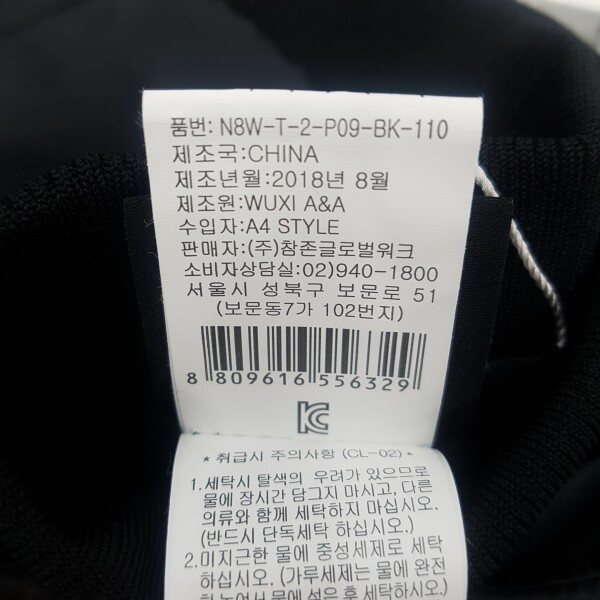 품번: N8W-T-2-P09-BK-110
제조국:CHINA
제조년월:2018년 8월
제조원:WUXI A&A
수입자:A4 STYLE
판매자:(주)참존글로벌워크
소비자상담실:02)940-1800
서울시 성북구 보문로 51
(보문동7가 102번지)
8 809616 556329
KC
* 취급시 주의사항 (CL-02) *
1.세탁시 탈색의 우려가 있으므로
물에 장시간 담그지 마시고, 다른
의류와 함께 세탁하지 마십시오.
(반드시 단독세탁 하십시오.)
2.미지근한 물에 중성세제로 세탁
하십시오. (가루세제는 물에 완전